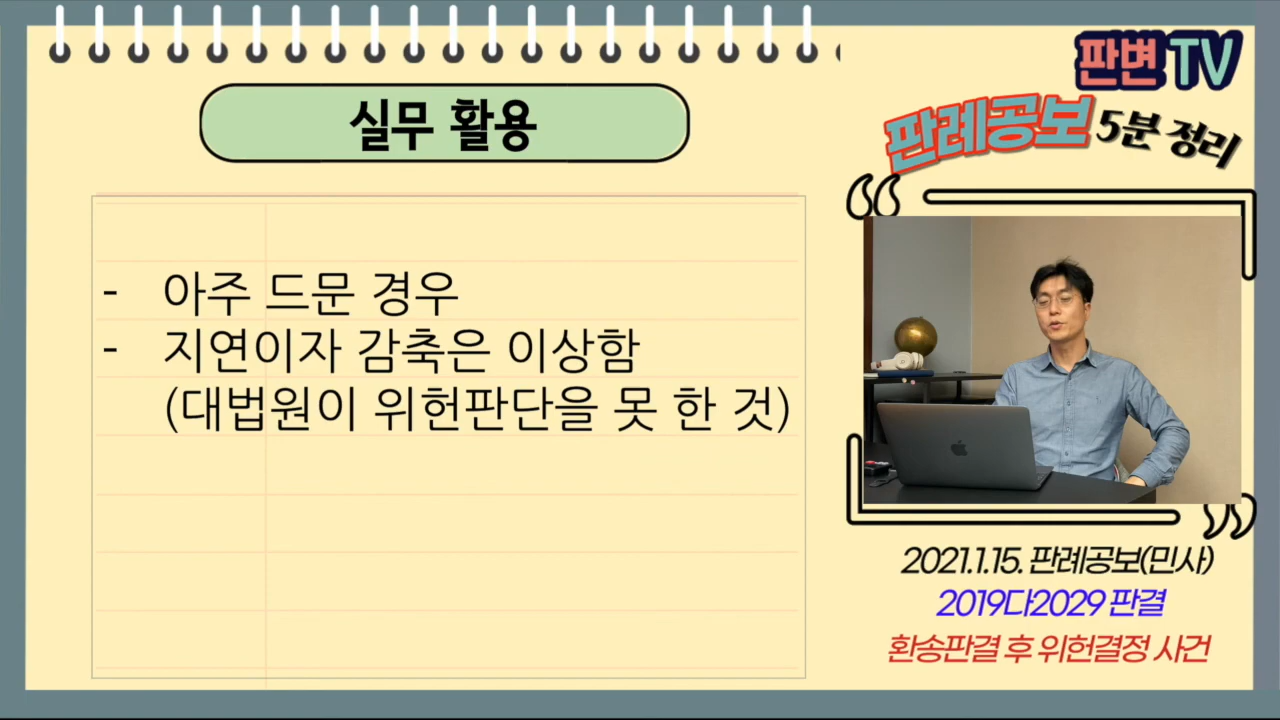 실무 활용
- 아주 드문 경우
- 지연이자 감축은 이상함
(대법원이 위헌판단을 못 한 것)
판변 TV
판례공보 5분 정리
2021.1.15. 판례공보(민사)
2019다2029 판결
환송판결 후 위헌결정 사건